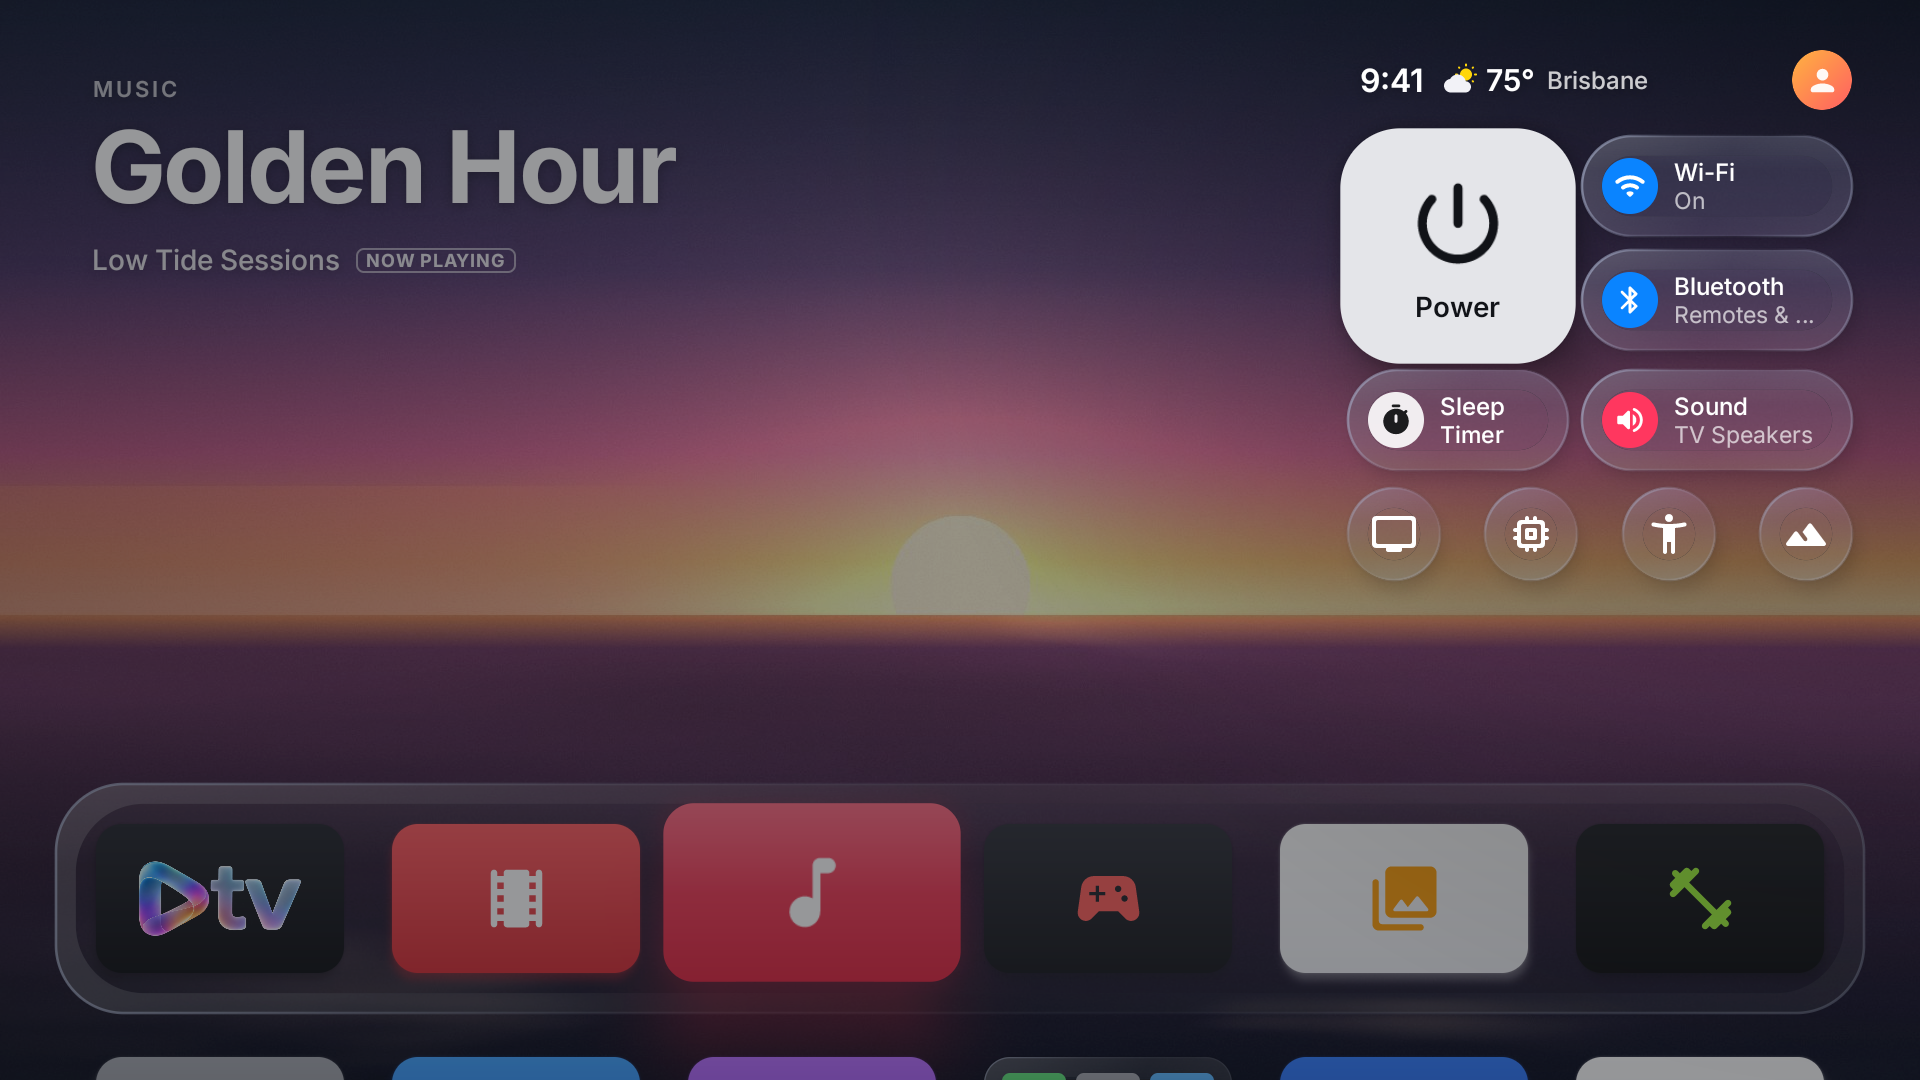 MUSIC
Golden Hour
Low Tide Sessions NOW PLAYING
9:41 75° Brisbane
Power
Wi-Fi
On
Bluetooth
Remotes & ...
Sleep
Timer
Sound
TV Speakers
tv